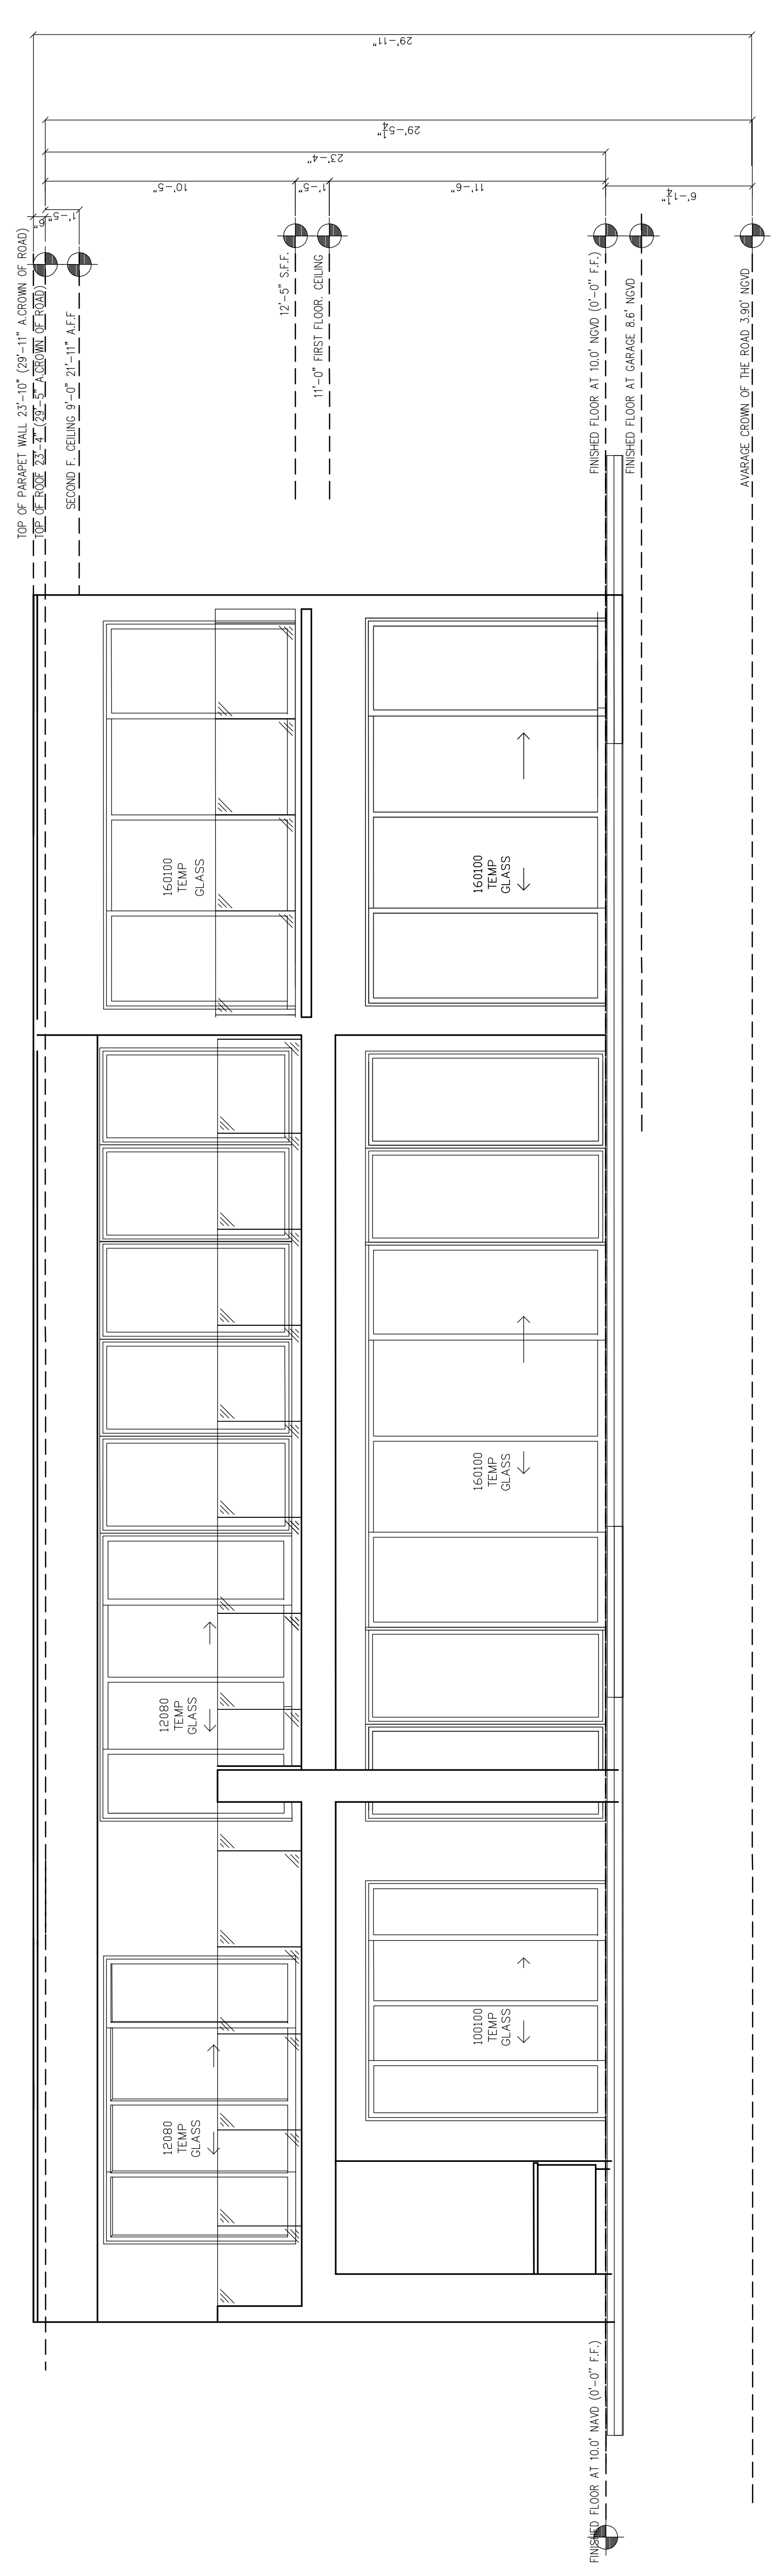 29'-11"
29'-5¼"
23'-4"
10'-5"
1'-5"
11'-6"
6'-1¼"
1'-5"
6"
TOP OF PARAPET WALL 23'-10" (29'-11" A.CROWN OF ROAD)
TOP OF ROOF 23'-4" (29'-5" A.CROWN OF ROAD)
SECOND F. CEILING 9'-0" 21'-11" A.F.F
12'-5" S.F.F.
11'-0" FIRST FLOOR. CEILING
FINISHED FLOOR AT 10.0' NGVD (0'-0" F.F.)
FINISHED FLOOR AT GARAGE 8.6' NGVD
AVARAGE CROWN OF THE ROAD 3.90' NGVD
160100
TEMP
GLASS
160100
TEMP
GLASS
160100
TEMP
GLASS
12080
TEMP
GLASS
100100
TEMP
GLASS
12080
TEMP
GLASS
FINISHED FLOOR AT 10.0' NAVD (0'-0" F.F.)